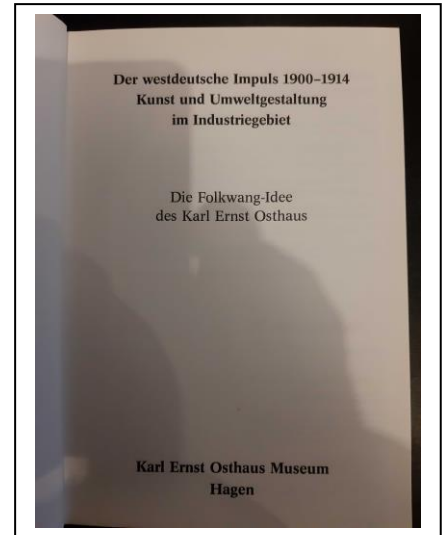 Der westdeutsche Impuls 1900–1914
Kunst und Umweltgestaltung
im Industriegebiet
Die Folkwang-Idee
des Karl Ernst Osthaus
Karl Ernst Osthaus Museum
Hagen